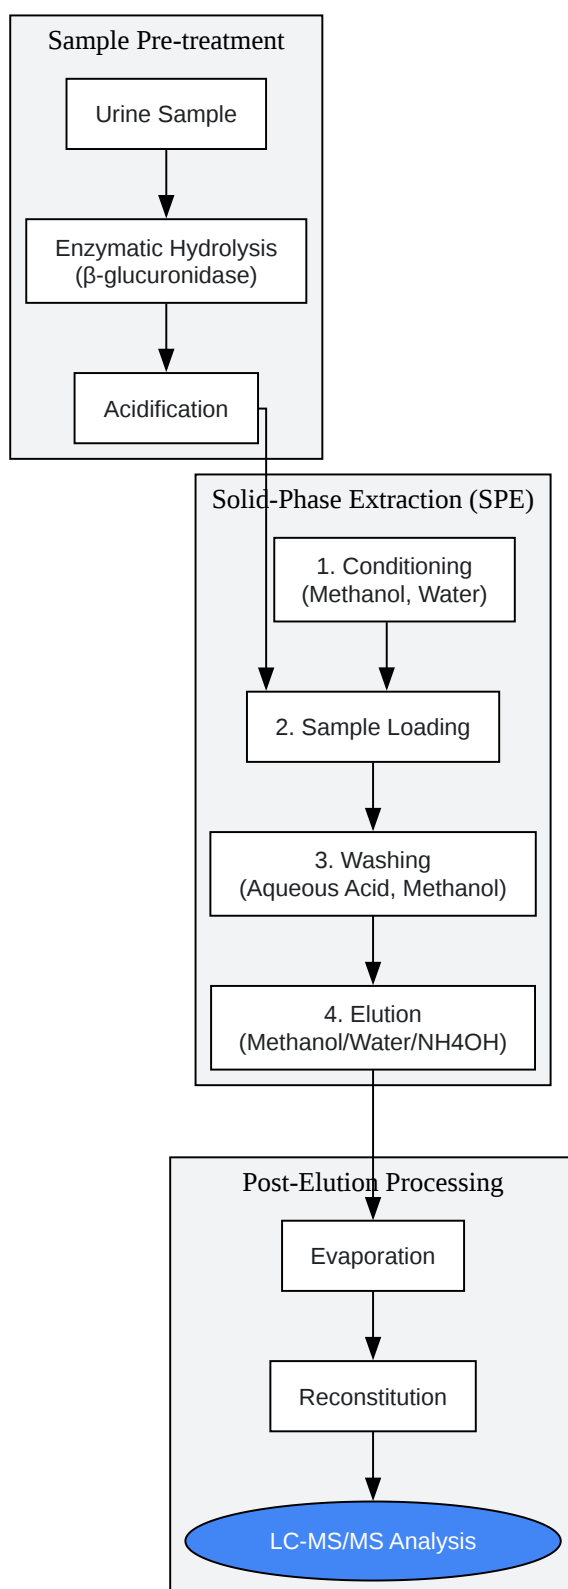 Sample Pre-treatment
Urine Sample
Enzymatic Hydrolysis
(β-glucuronidase)
Acidification
Solid-Phase Extraction (SPE)
1. Conditioning
(Methanol, Water)
2. Sample Loading
3. Washing
(Aqueous Acid, Methanol)
4. Elution
(Methanol/Water/NH4OH)
Post-Elution Processing
Evaporation
Reconstitution
LC-MS/MS Analysis